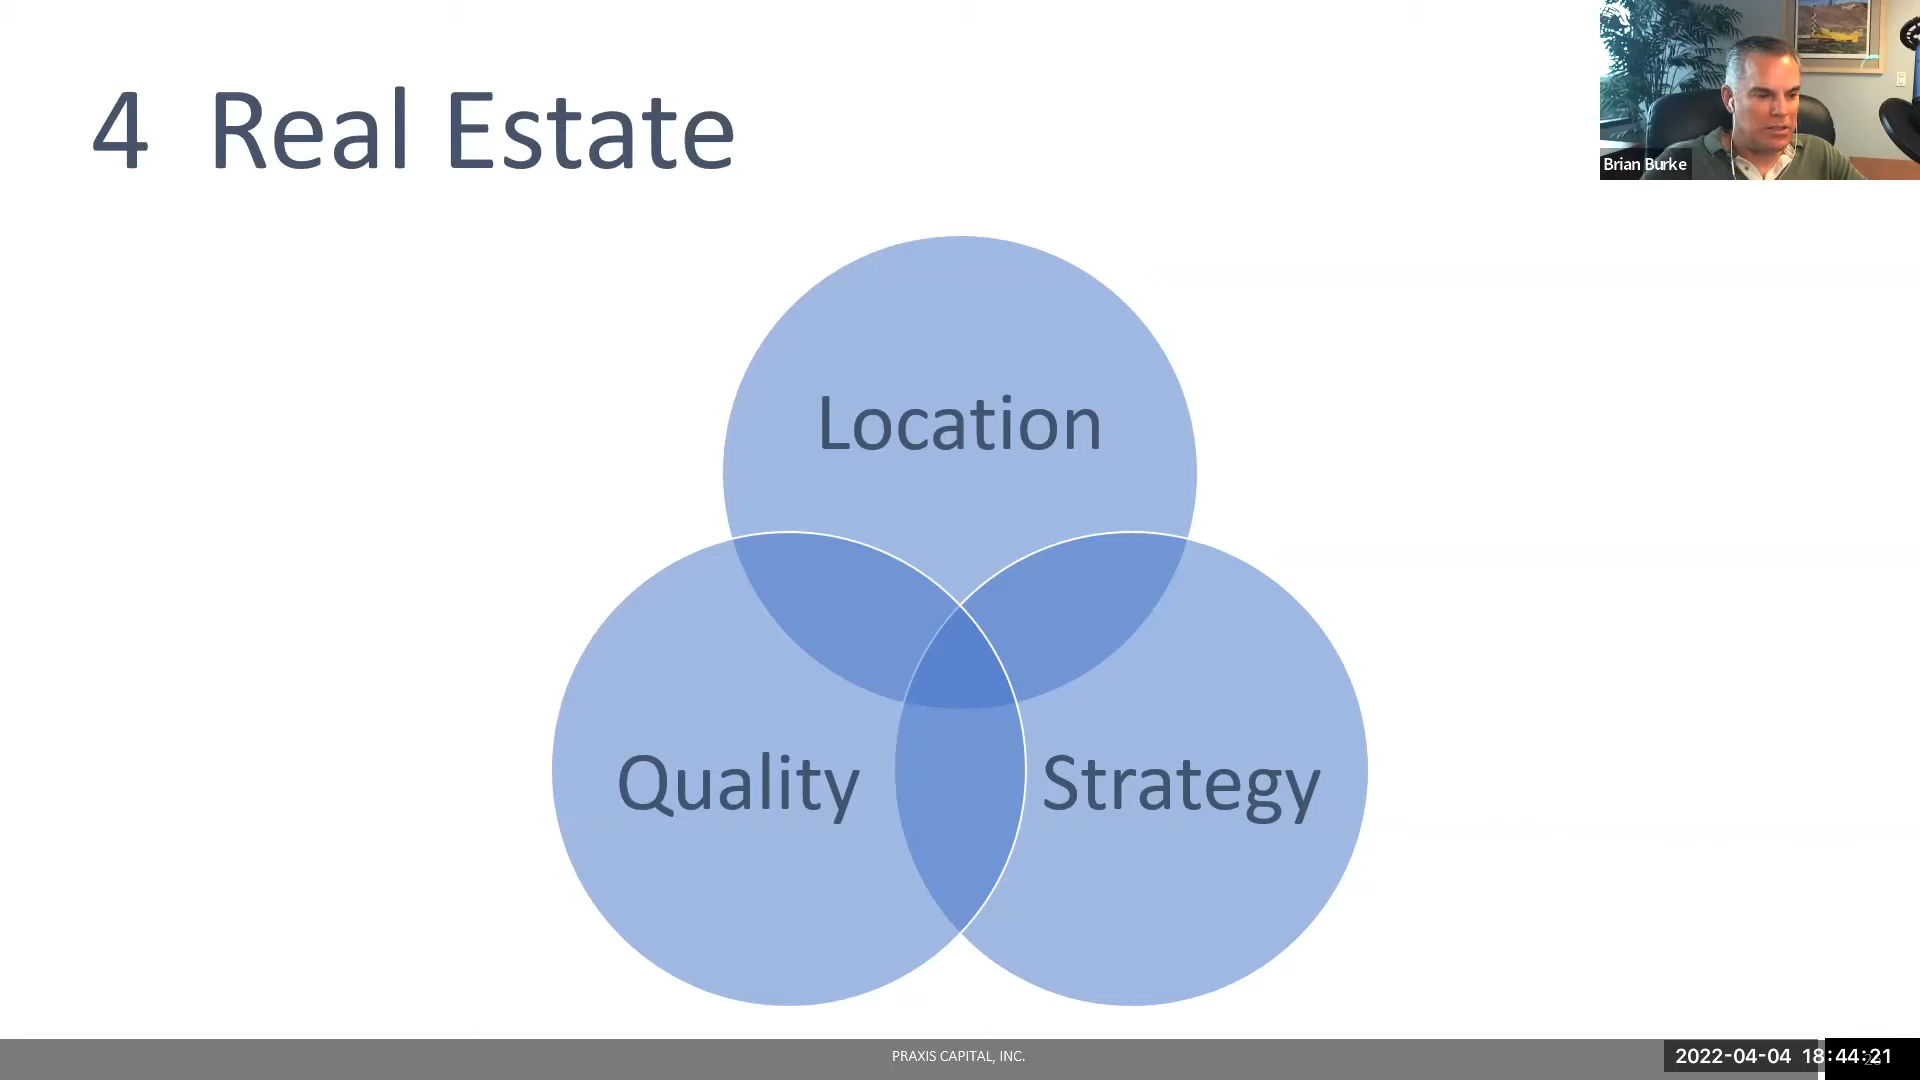 4 Real Estate
Brian Burke
Location
Quality
Strategy
PRAXIS CAPITAL, INC.
2022-04-04 18:44:21